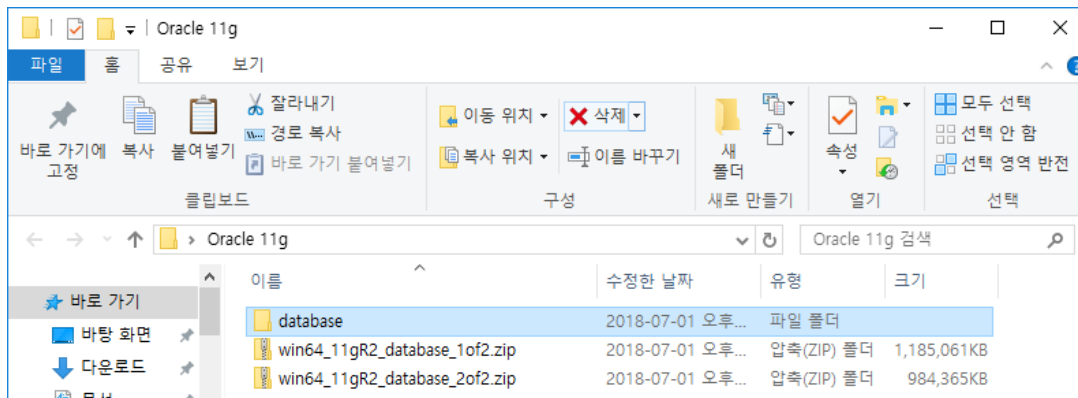 Oracle 11g
파일 홈 공유 보기
바로 가기에 고정
복사
붙여넣기
잘라내기
경로 복사
바로 가기 붙여넣기
클립보드
이동 위치
복사 위치
삭제
이름 바꾸기
구성
새 폴더
새로 만들기
속성
열기
모두 선택
선택 안 함
선택 영역 반전
선택
Oracle 11g
Oracle 11g 검색
이름 수정한 날짜 유형 크기
바로 가기
바탕 화면
다운로드
database 2018-07-01 오후... 파일 폴더
win64_11gR2_database_1of2.zip 2018-07-01 오후... 압축(ZIP) 폴더 1,185,061KB
win64_11gR2_database_2of2.zip 2018-07-01 오후... 압축(ZIP) 폴더 984,365KB